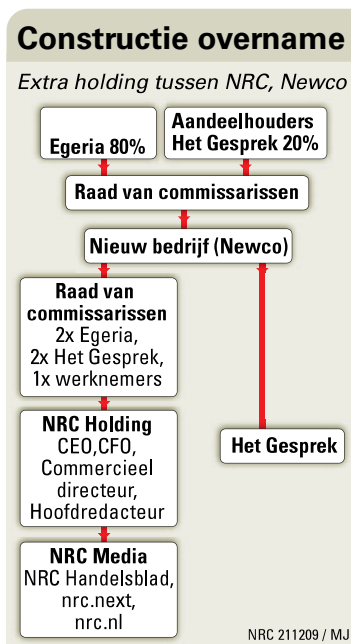 Constructie overname
Extra holding tussen NRC, Newco
Egeria 80%
Aandeelhouders
Het Gesprek 20%
Raad van commissarissen
Nieuw bedrijf (Newco)
Raad van
commissarissen
2x Egeria,
2x Het Gesprek,
1x werknemers
NRC Holding
CEO,CFO,
Commercieel
directeur,
Hoofdredacteur
Het Gesprek
NRC Media
NRC Handelsblad,
nrc.next,
nrc.nl
NRC 211209 / MJ